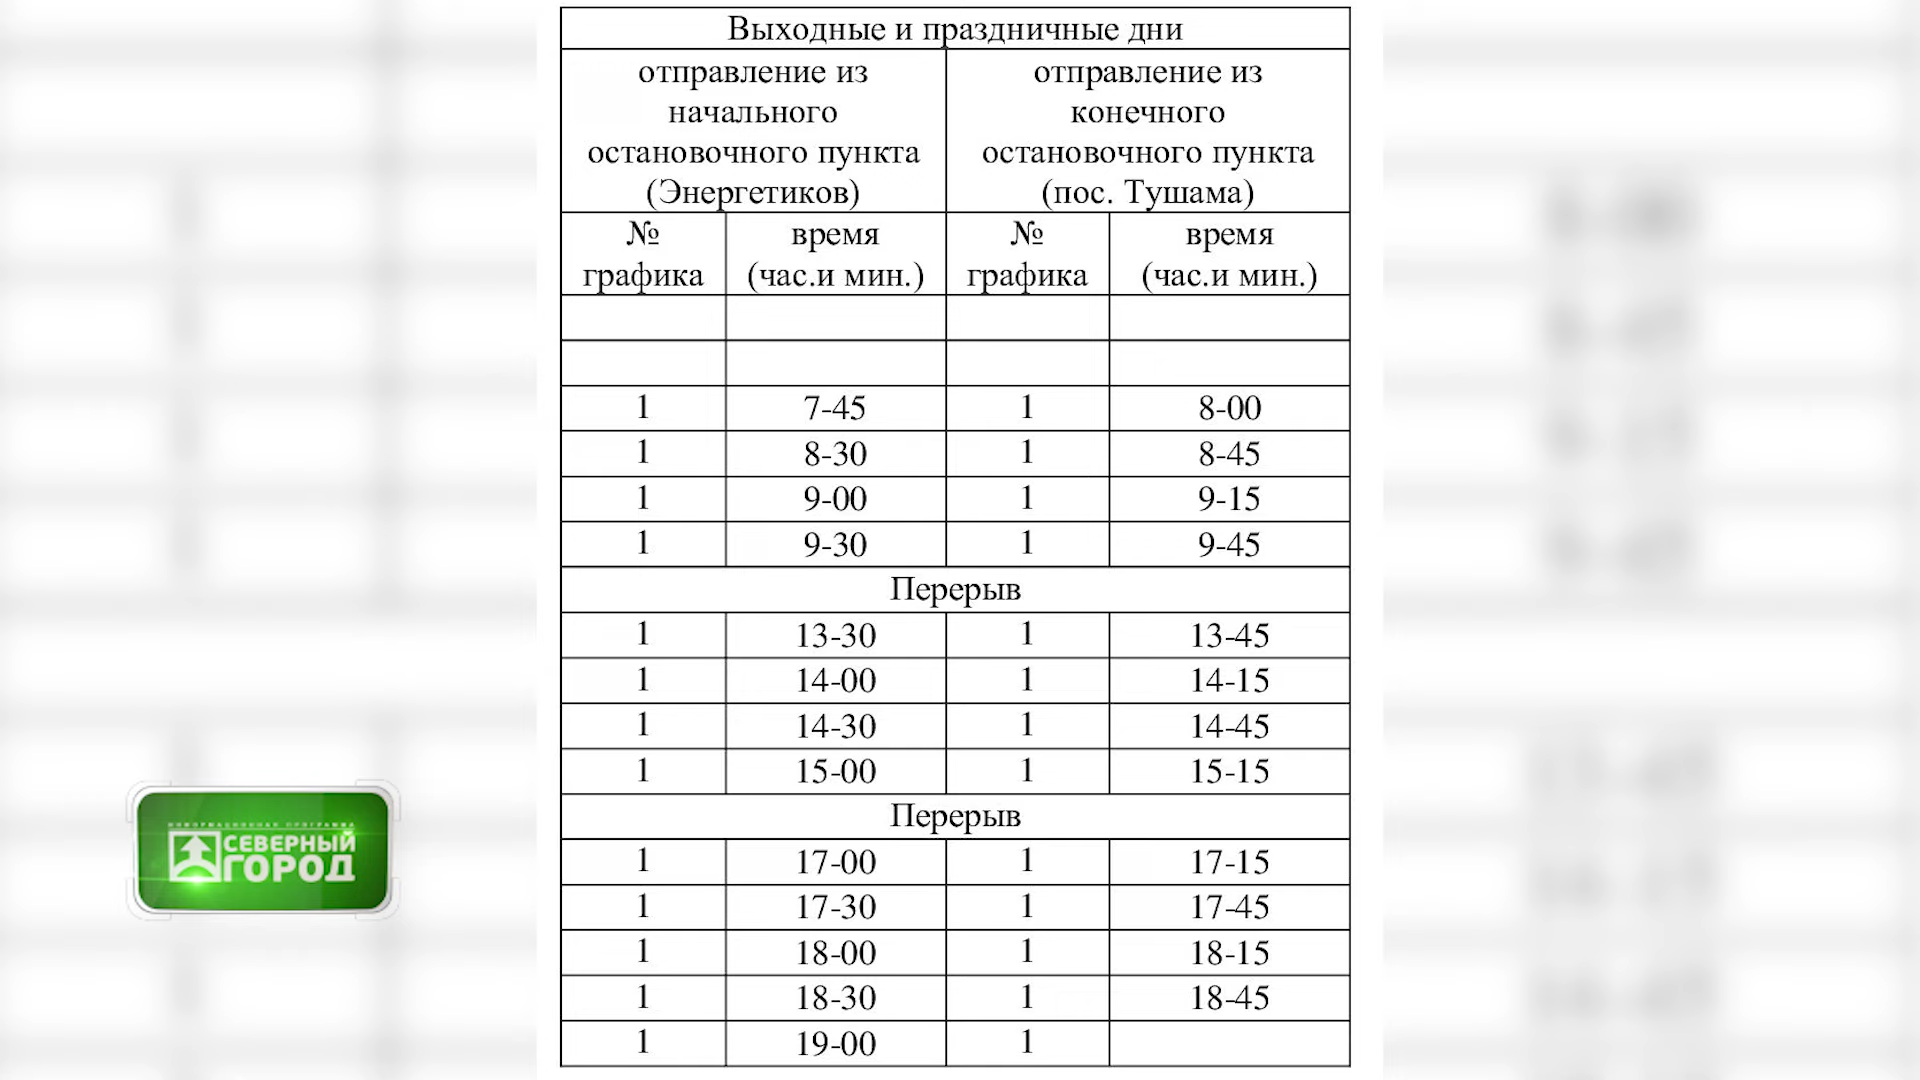 Выходные и праздничные дни
отправление из
начального
остановочного пункта
(Энергетиков)
отправление из
конечного
остановочного пункта
(пос. Тушама)
№
графика
время
(час.и мин.)
№
графика
время
(час.и мин.)
1 7-45 1 8-00
1 8-30 1 8-45
1 9-00 1 9-15
1 9-30 1 9-45
Перерыв
1 13-30 1 13-45
1 14-00 1 14-15
1 14-30 1 14-45
1 15-00 1 15-15
Перерыв
1 17-00 1 17-15
1 17-30 1 17-45
1 18-00 1 18-15
1 18-30 1 18-45
1 19-00 1
ИНФОРМАЦИОННАЯ ПРОГРАММА
СЕВЕРНЫЙ
ГОРОД